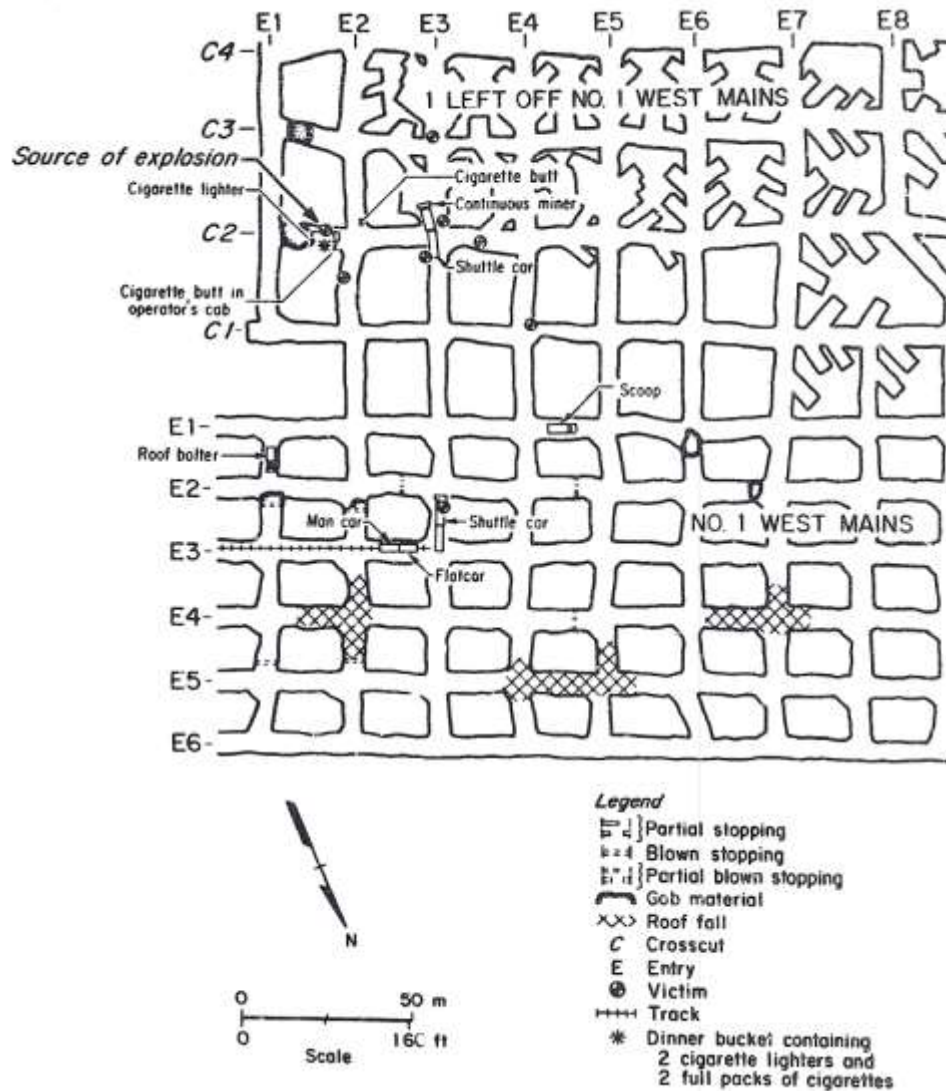 E1 E2 E3 E4 E5 E6 E7 E8
C4
1 LEFT OFF NO. 1 WEST MAINS
C3
Source of explosion
Cigarette butt
Cigarette lighter
Continuous miner
C2
Shuttle car
Cigarette butt in
operator's cab
C1
Scoop
E1
Roof bolter
E2
Man car
Shuttle car
NO. 1 WEST MAINS
E3
Flatcar
E4
E5
E6
Legend
Partial stopping
Blown stopping
Partial blown stopping
Gob material
Roof fall
C Crosscut
E Entry
Victim
Track
* Dinner bucket containing
2 cigarette lighters and
2 full packs of cigarettes
N
0 50 m
0 160 ft
Scale